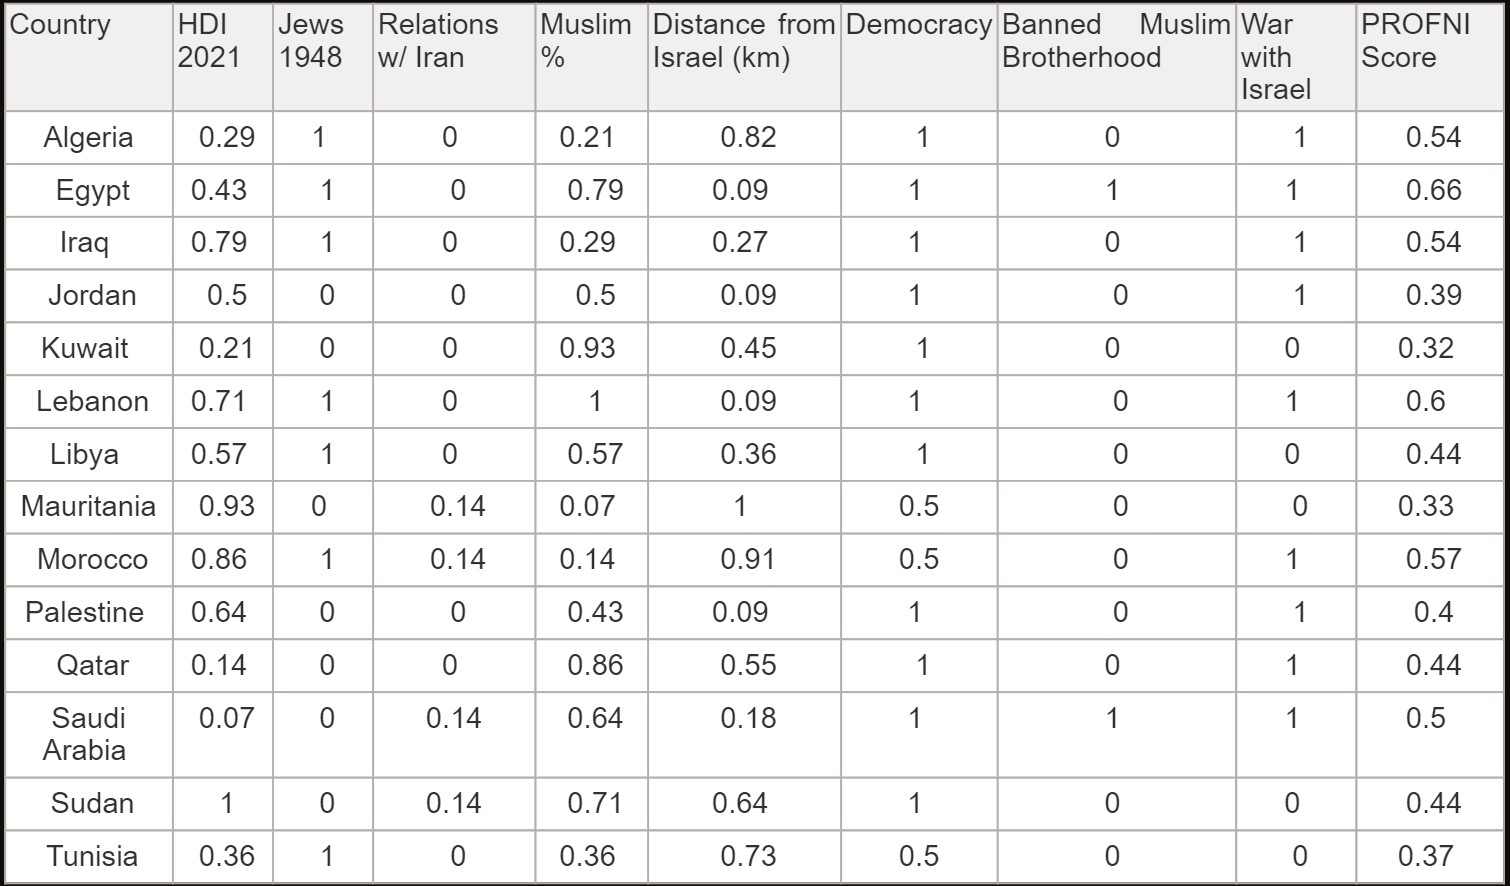 Country HDI 2021 Jews 1948 Relations w/ Iran Muslim % Distance from Israel (km) Democracy Banned Muslim Brotherhood War with Israel PROFNI Score
Algeria 0.29 1 0 0.21 0.82 1 0 1 0.54
Egypt 0.43 1 0 0.79 0.09 1 1 1 0.66
Iraq 0.79 1 0 0.29 0.27 1 0 1 0.54
Jordan 0.5 0 0 0.5 0.09 1 0 1 0.39
Kuwait 0.21 0 0 0.93 0.45 1 0 0 0.32
Lebanon 0.71 1 0 1 0.09 1 0 1 0.6
Libya 0.57 1 0 0.57 0.36 1 0 0 0.44
Mauritania 0.93 0 0.14 0.07 1 0.5 0 0 0.33
Morocco 0.86 1 0.14 0.14 0.91 0.5 0 1 0.57
Palestine 0.64 0 0 0.43 0.09 1 0 1 0.4
Qatar 0.14 0 0 0.86 0.55 1 0 1 0.44
Saudi Arabia 0.07 0 0.14 0.64 0.18 1 1 1 0.5
Sudan 1 0 0.14 0.71 0.64 1 0 0 0.44
Tunisia 0.36 1 0 0.36 0.73 0.5 0 0 0.37